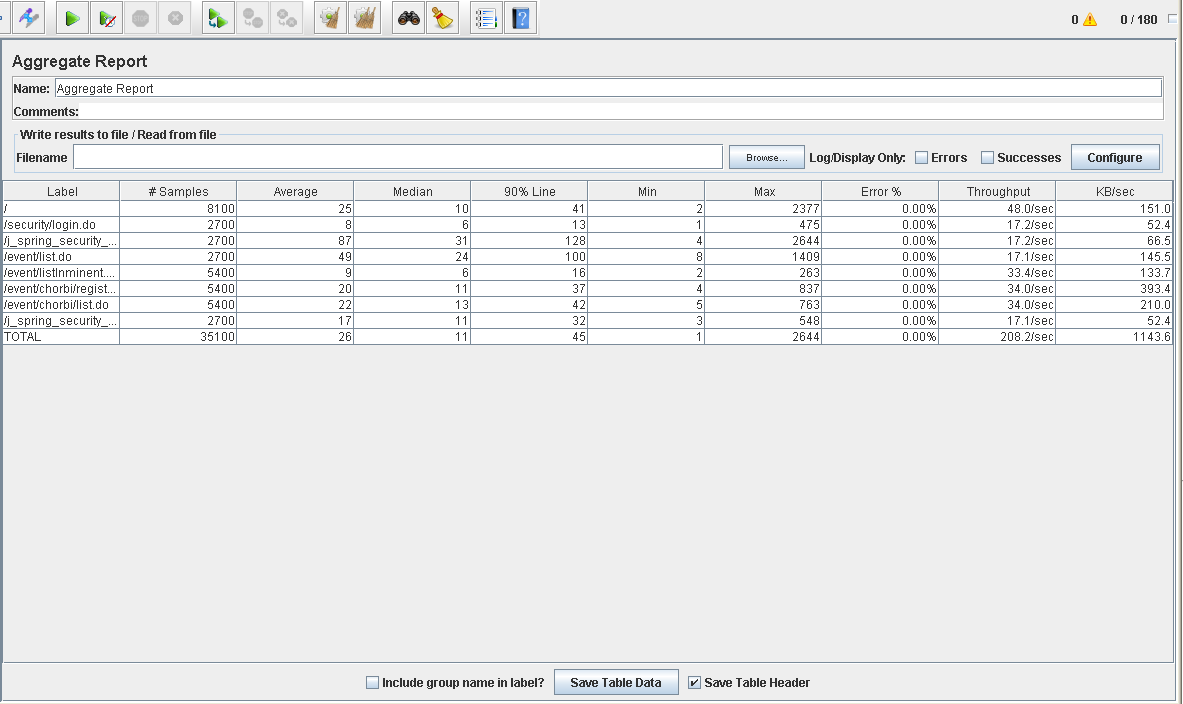 0 0 / 180
Aggregate Report
Name: Aggregate Report
Comments:
Write results to file / Read from file
Filename Browse... Log/Display Only: Errors Successes Configure
Label # Samples Average Median 90% Line Min Max Error % Throughput KB/sec
/ 8100 25 10 41 2 2377 0.00% 48.0/sec 151.0
/security/login.do 2700 8 6 13 1 475 0.00% 17.2/sec 52.4
/j_spring_security_... 2700 87 31 128 4 2644 0.00% 17.2/sec 66.5
/event/list.do 2700 49 24 100 8 1409 0.00% 17.1/sec 145.5
/event/listInminent.... 5400 9 6 16 2 263 0.00% 33.4/sec 133.7
/event/chorbi/regist... 5400 20 11 37 4 837 0.00% 34.0/sec 393.4
/event/chorbi/list.do 5400 22 13 42 5 763 0.00% 34.0/sec 210.0
/j_spring_security_... 2700 17 11 32 3 548 0.00% 17.1/sec 52.4
TOTAL 35100 26 11 45 1 2644 0.00% 208.2/sec 1143.6
Include group name in label? Save Table Data Save Table Header